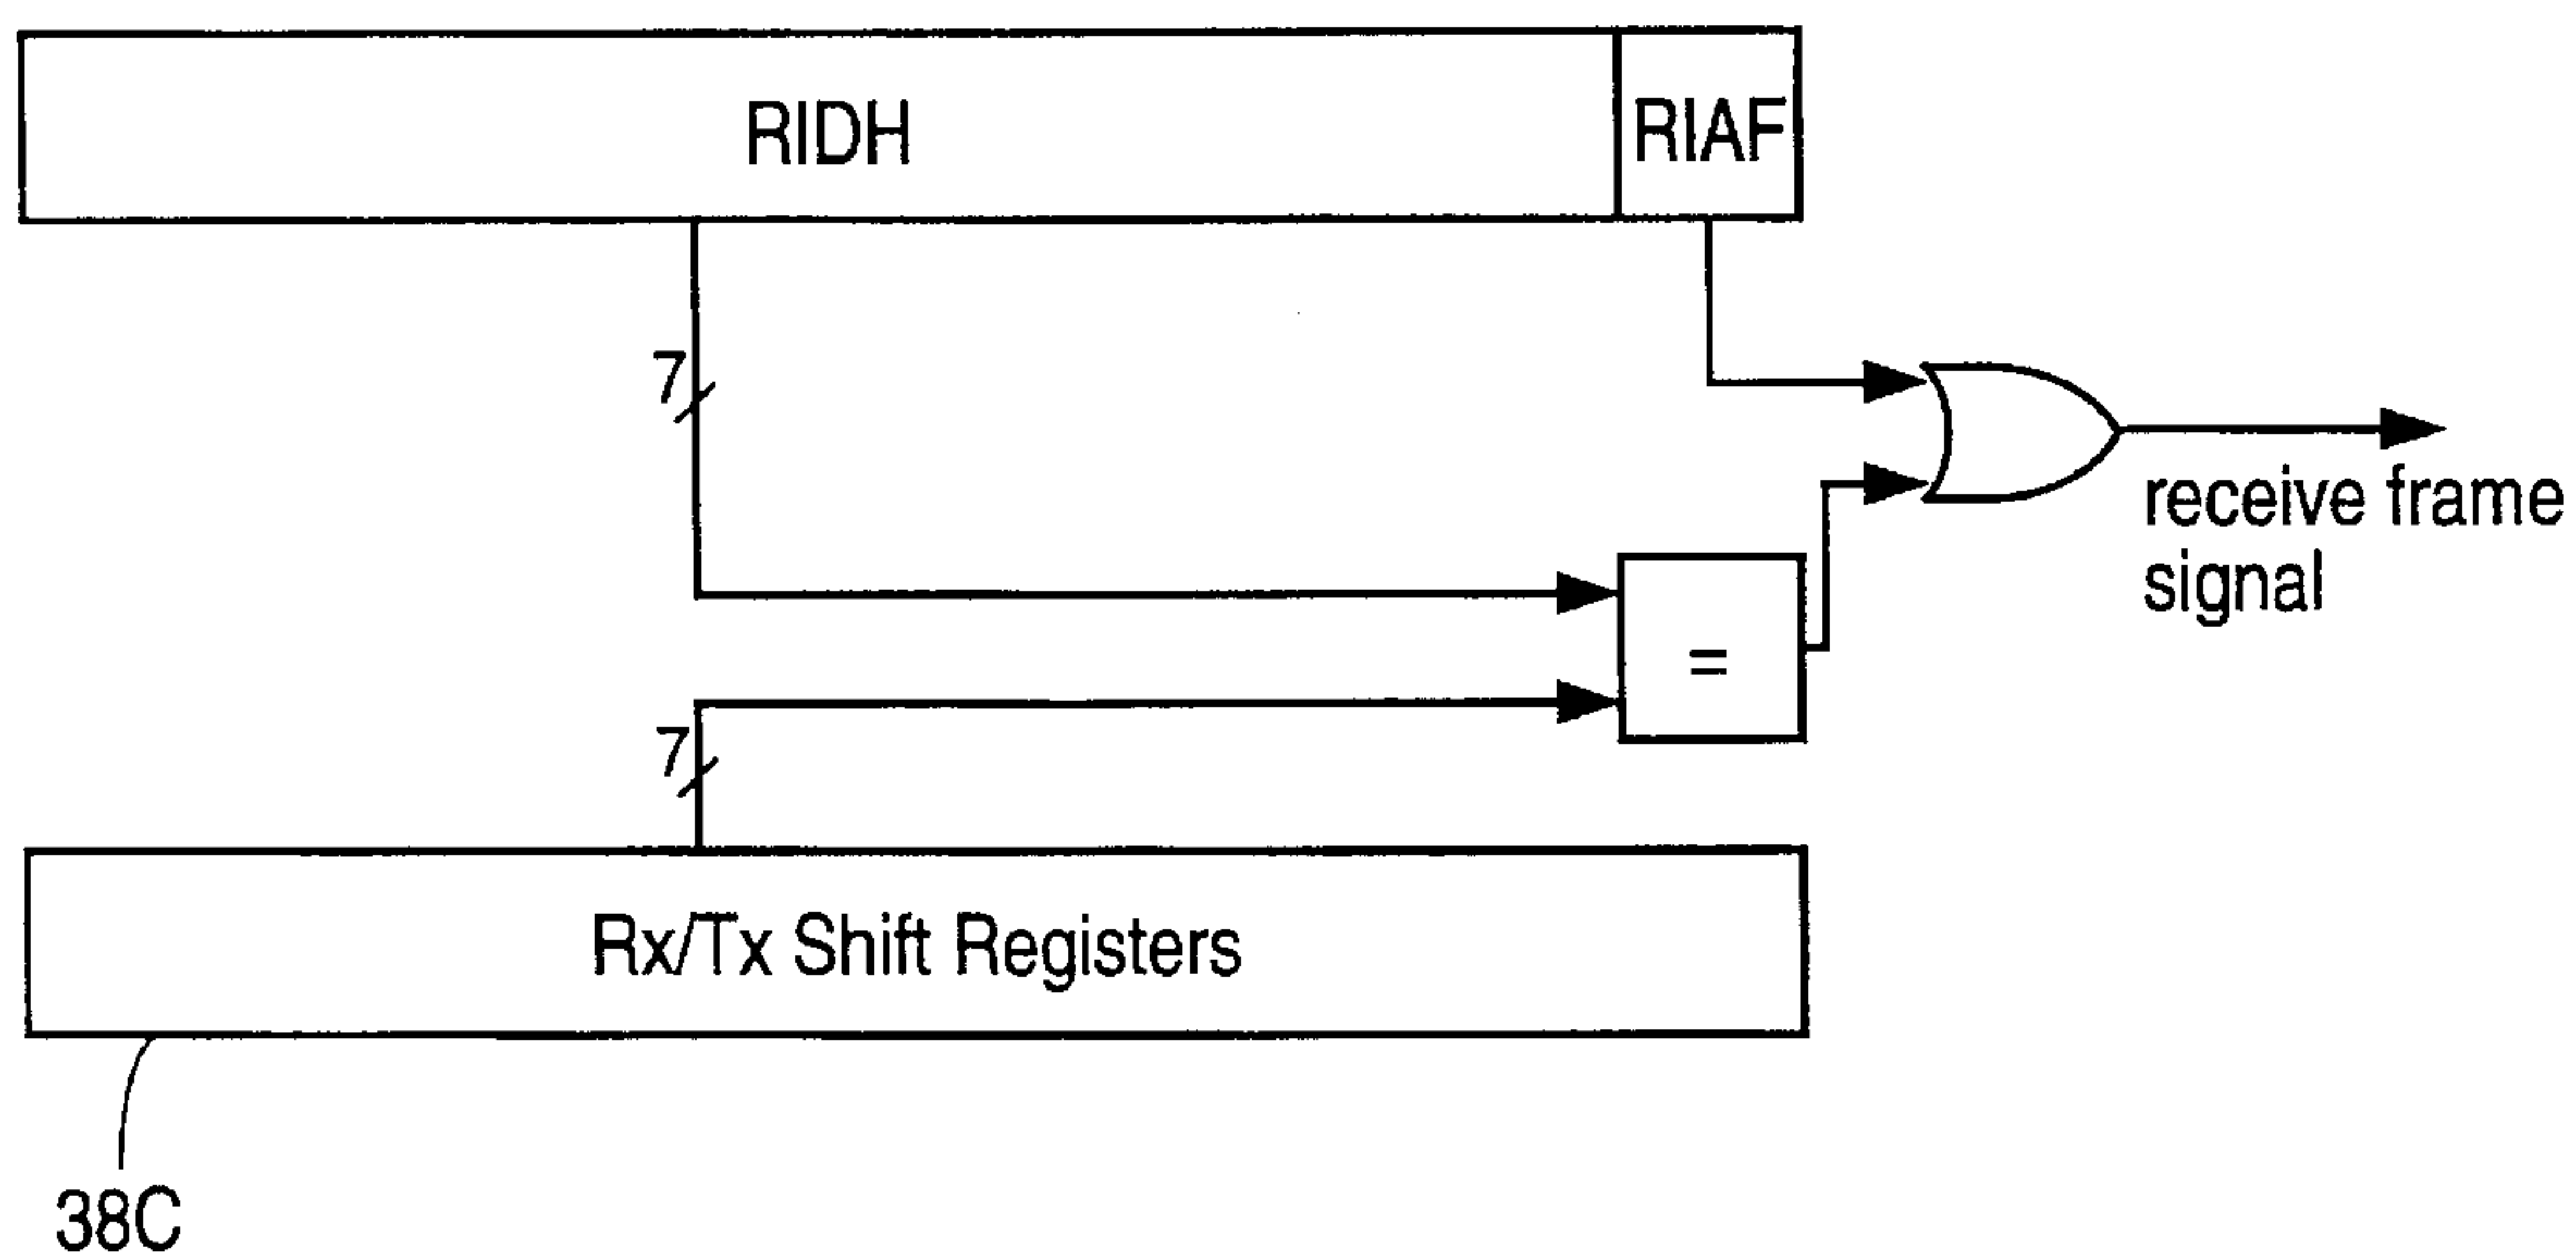 RIDH RIAF
7
receive frame
signal
=
7
Rx/Tx Shift Registers
38C